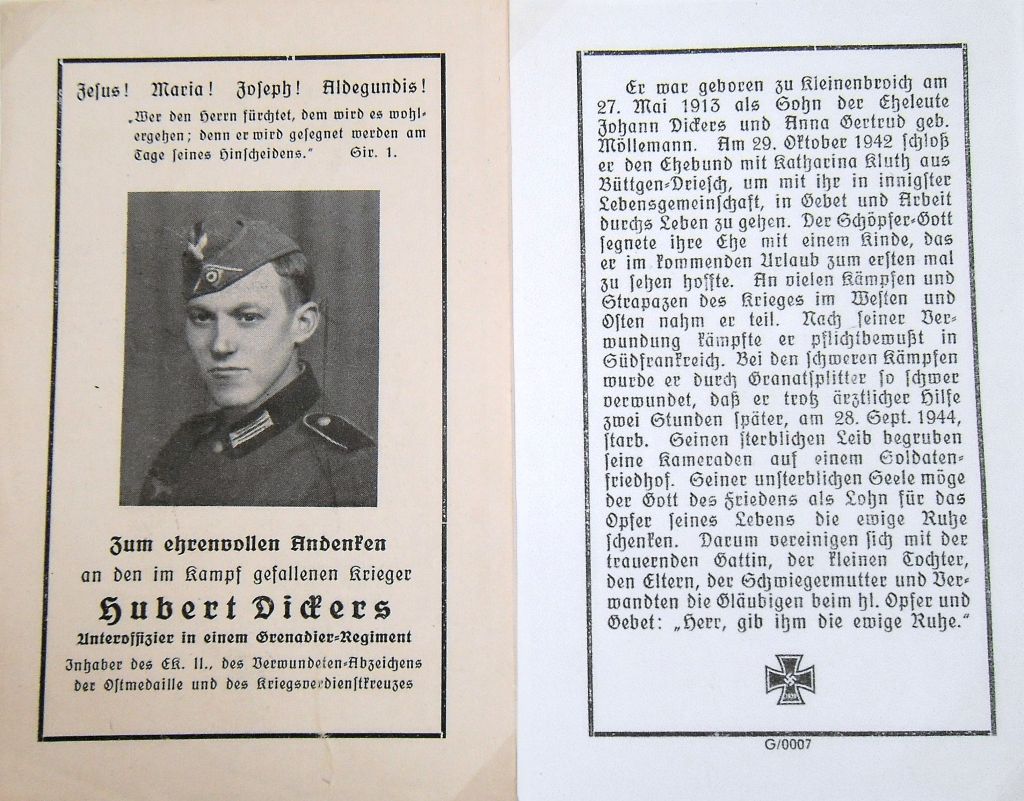 Jesus! Maria! Joseph! Aldegundis!
„Wer den Herrn fürchtet, dem wird es wohl-
ergehen; denn er wird gesegnet werden am
Tage seines Hinscheidens.“ Sir. 1.
Zum ehrenvollen Andenken
an den im Kampf gefallenen Krieger
Hubert Dickers
Unteroffizier in einem Grenadier-Regiment
Inhaber des EK. II., des Verwundeten-Abzeichens
der Ostmedaille und des Kriegsverdienstkreuzes
Er war geboren zu Kleinenbroich am
27. Mai 1913 als Sohn der Eheleute
Johann Dickers und Anna Gertrud geb.
Möllemann. Am 29. Oktober 1942 schloß
er den Ehebund mit Katharina Kluth aus
Büttgen-Driesch, um mit ihr in innigster
Lebensgemeinschaft, in Gebet und Arbeit
durchs Leben zu gehen. Der Schöpfer-Gott
segnete ihre Ehe mit einem Kinde, das
er im kommenden Urlaub zum ersten mal
zu sehen hoffte. An vielen Kämpfen und
Strapazen des Krieges im Westen und
Osten nahm er teil. Nach seiner Ver-
wundung kämpfte er pflichtbewußt in
Südfrankreich. Bei den schweren Kämpfen
wurde er durch Granatsplitter so schwer
verwundet, daß er trotz ärztlicher Hilfe
zwei Stunden später, am 28. Sept. 1944,
starb. Seinen sterblichen Leib begruben
seine Kameraden auf einem Soldaten-
friedhof. Seiner unsterblichen Seele möge
der Gott des Friedens als Lohn für das
Opfer seines Lebens die ewige Ruhe
schenken. Darum vereinigen sich mit der
trauernden Gattin, der kleinen Tochter,
den Eltern, der Schwiegermutter und Ver-
wandten die Gläubigen beim hl. Opfer und
Gebet: „Herr, gib ihm die ewige Ruhe.“
1939
G/0007